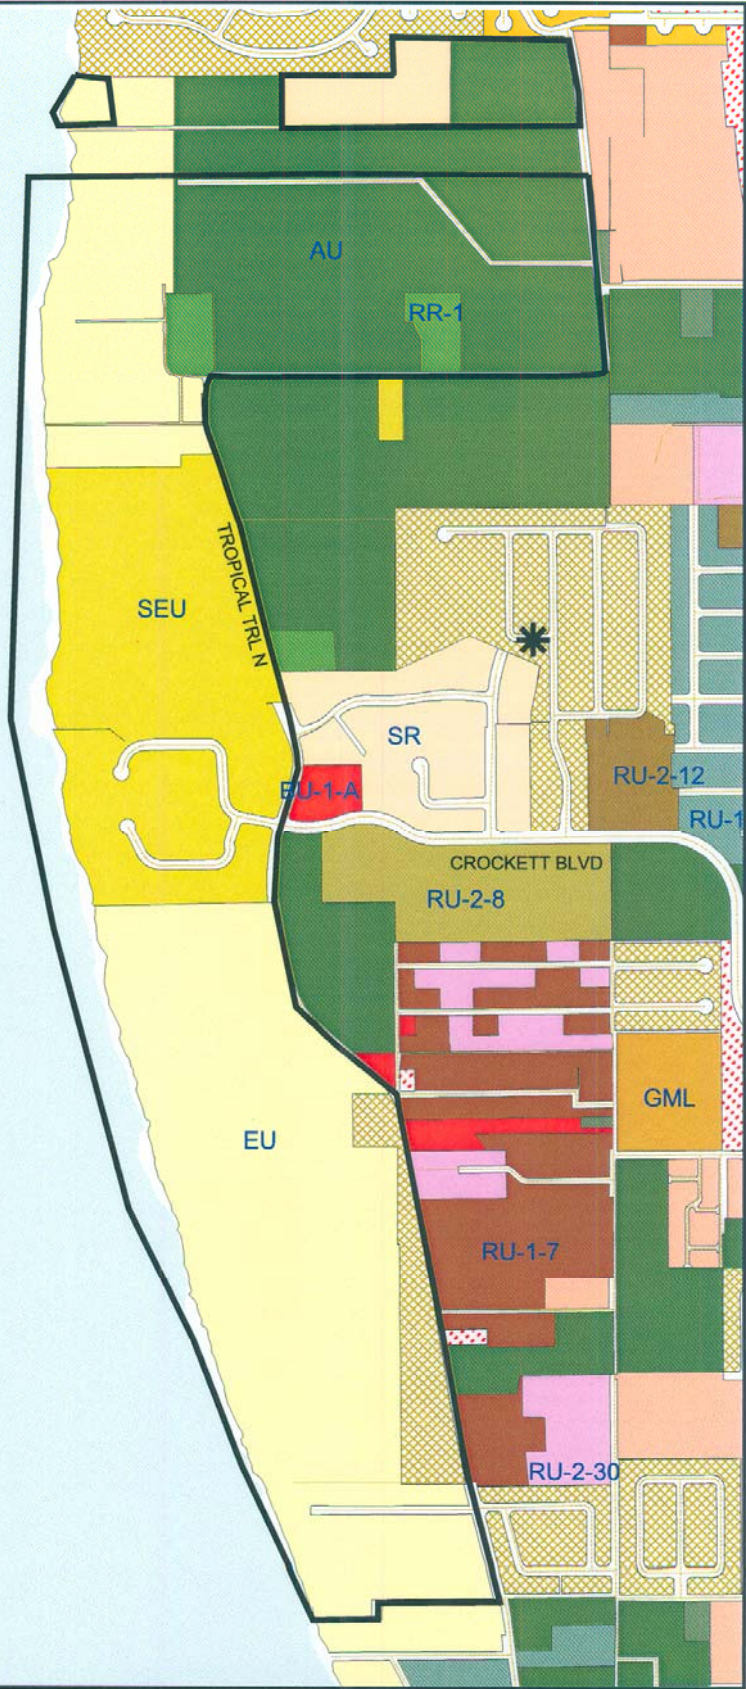 AU
RR-1
TROPICAL TRL N
SEU
SR
RU-2-12
BU-1-A
RU-1
CROCKETT BLVD
RU-2-8
GML
EU
RU-1-7
RU-2-30